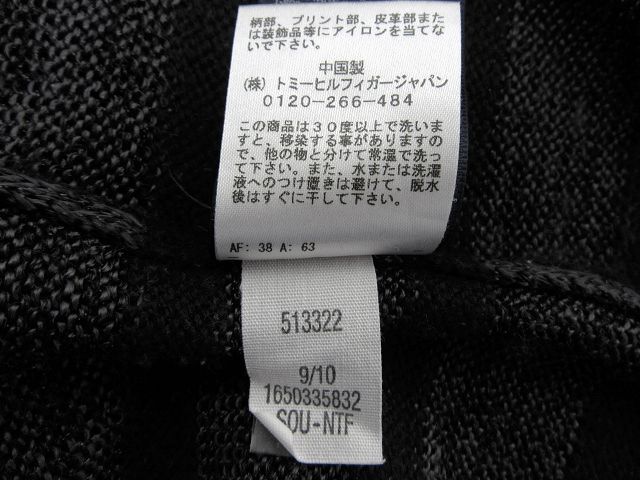 柄部、プリント部、皮革部また
は装飾品等にアイロンを当てな
いで下さい。
中国製
(株) トミーヒルフィガージャパン
0120-266-484
この商品は30度以上で洗いま
すと、移染する事がありますの
で、他の物と分けて常温で洗っ
て下さい。また、水または洗濯
液へのつけ置きは避けて、脱水
後はすぐに干して下さい。
AF: 38 A: 63
513322
9/10
1650335832
SOU-NTF